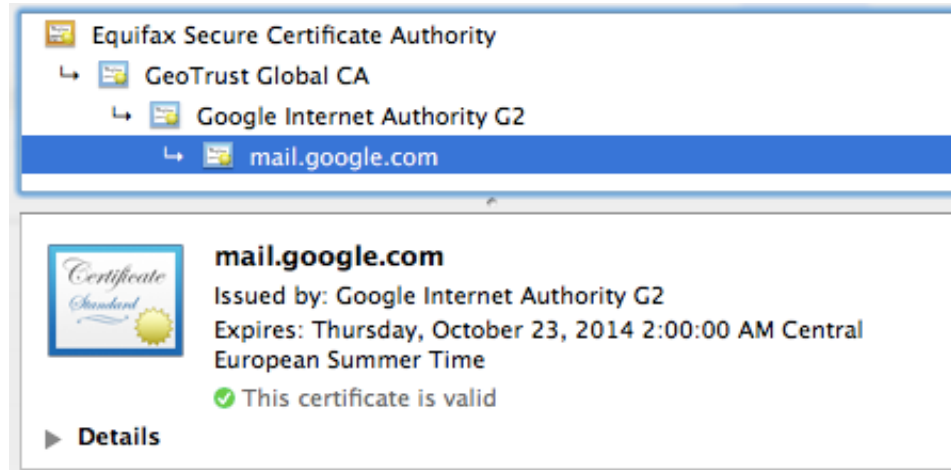 Equifax Secure Certificate Authority
GeoTrust Global CA
Google Internet Authority G2
mail.google.com
Certificate
Standard
mail.google.com
Issued by: Google Internet Authority G2
Expires: Thursday, October 23, 2014 2:00:00 AM Central
European Summer Time
This certificate is valid
Details